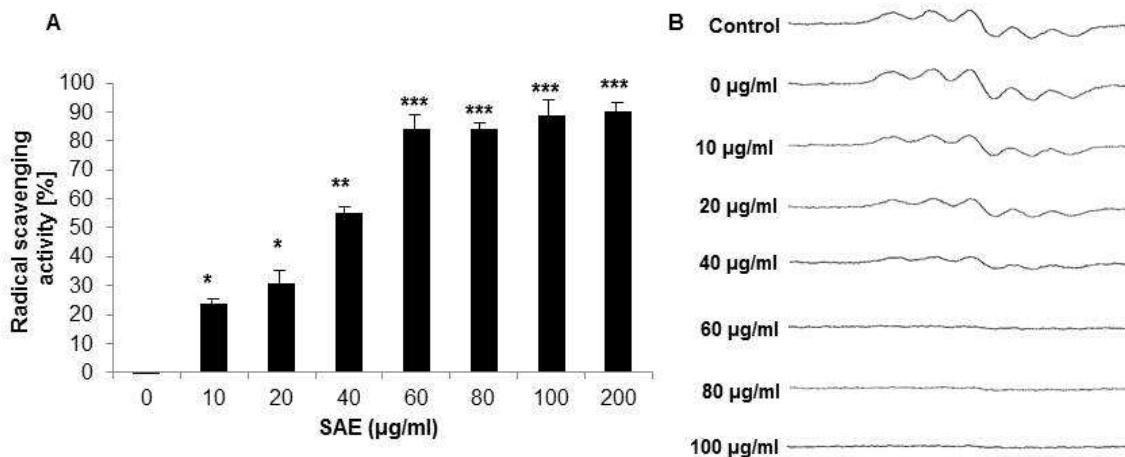 A
Radical scavenging
activity [%]
100
90
80
70
60
50
40
30
20
10
0
*
*
**
***
***
***
***
0 10 20 40 60 80 100 200
SAE (µg/ml)
B
Control
0 µg/ml
10 µg/ml
20 µg/ml
40 µg/ml
60 µg/ml
80 µg/ml
100 µg/ml